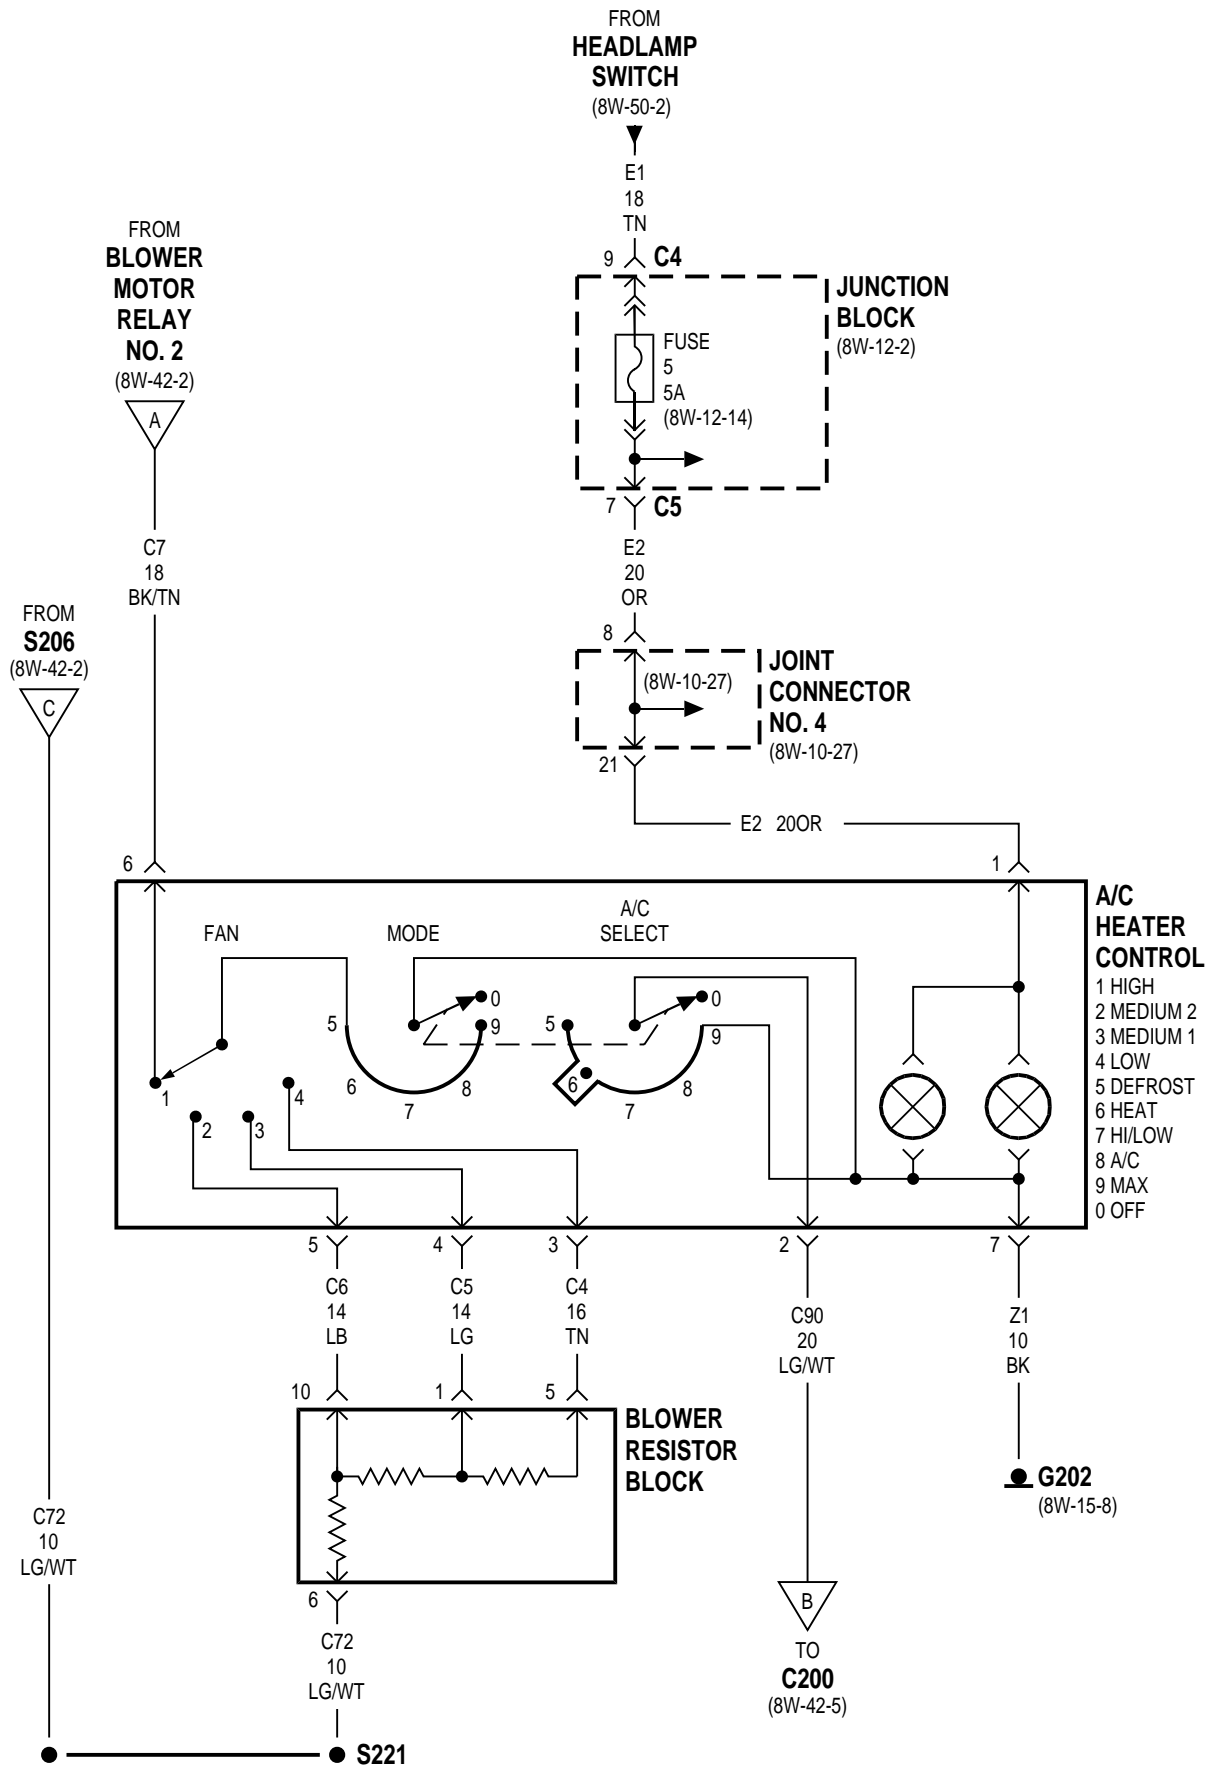 FROM
HEADLAMP
SWITCH
(8W-50-2)
E1
18
TN
9
C4
JUNCTION
BLOCK
(8W-12-2)
FUSE
5
5A
(8W-12-14)
7
C5
E2
20
OR
8
JOINT
CONNECTOR
NO. 4
(8W-10-27)
(8W-10-27)
21
E2 20OR
1
FROM
BLOWER
MOTOR
RELAY
NO. 2
(8W-42-2)
A
C7
18
BK/TN
6
FROM
S206
(8W-42-2)
C
FAN
MODE
A/C
SELECT
A/C
HEATER
CONTROL
1 HIGH
2 MEDIUM 2
3 MEDIUM 1
4 LOW
5 DEFROST
6 HEAT
7 HI/LOW
8 A/C
9 MAX
0 OFF
1
2
3
4
5
6
7
8
9
0
5
6
7
8
9
0
5
4
3
2
7
C6
14
LB
C5
14
LG
C4
16
TN
C90
20
LG/WT
Z1
10
BK
10
1
5
BLOWER
RESISTOR
BLOCK
6
C72
10
LG/WT
C72
10
LG/WT
G202
(8W-15-8)
B
TO
C200
(8W-42-5)
S221